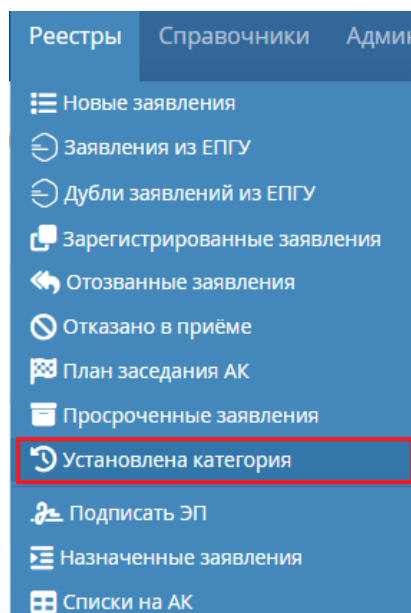 Реестры Справочники
Новые заявления
Заявления из ЕПГУ
Дубли заявлений из ЕПГУ
Зарегистрированные заявления
Отозванные заявления
Отказано в приёме
План заседания АК
Просроченные заявления
Установлена категория
Подписать ЭП
Назначенные заявления
Списки на АК